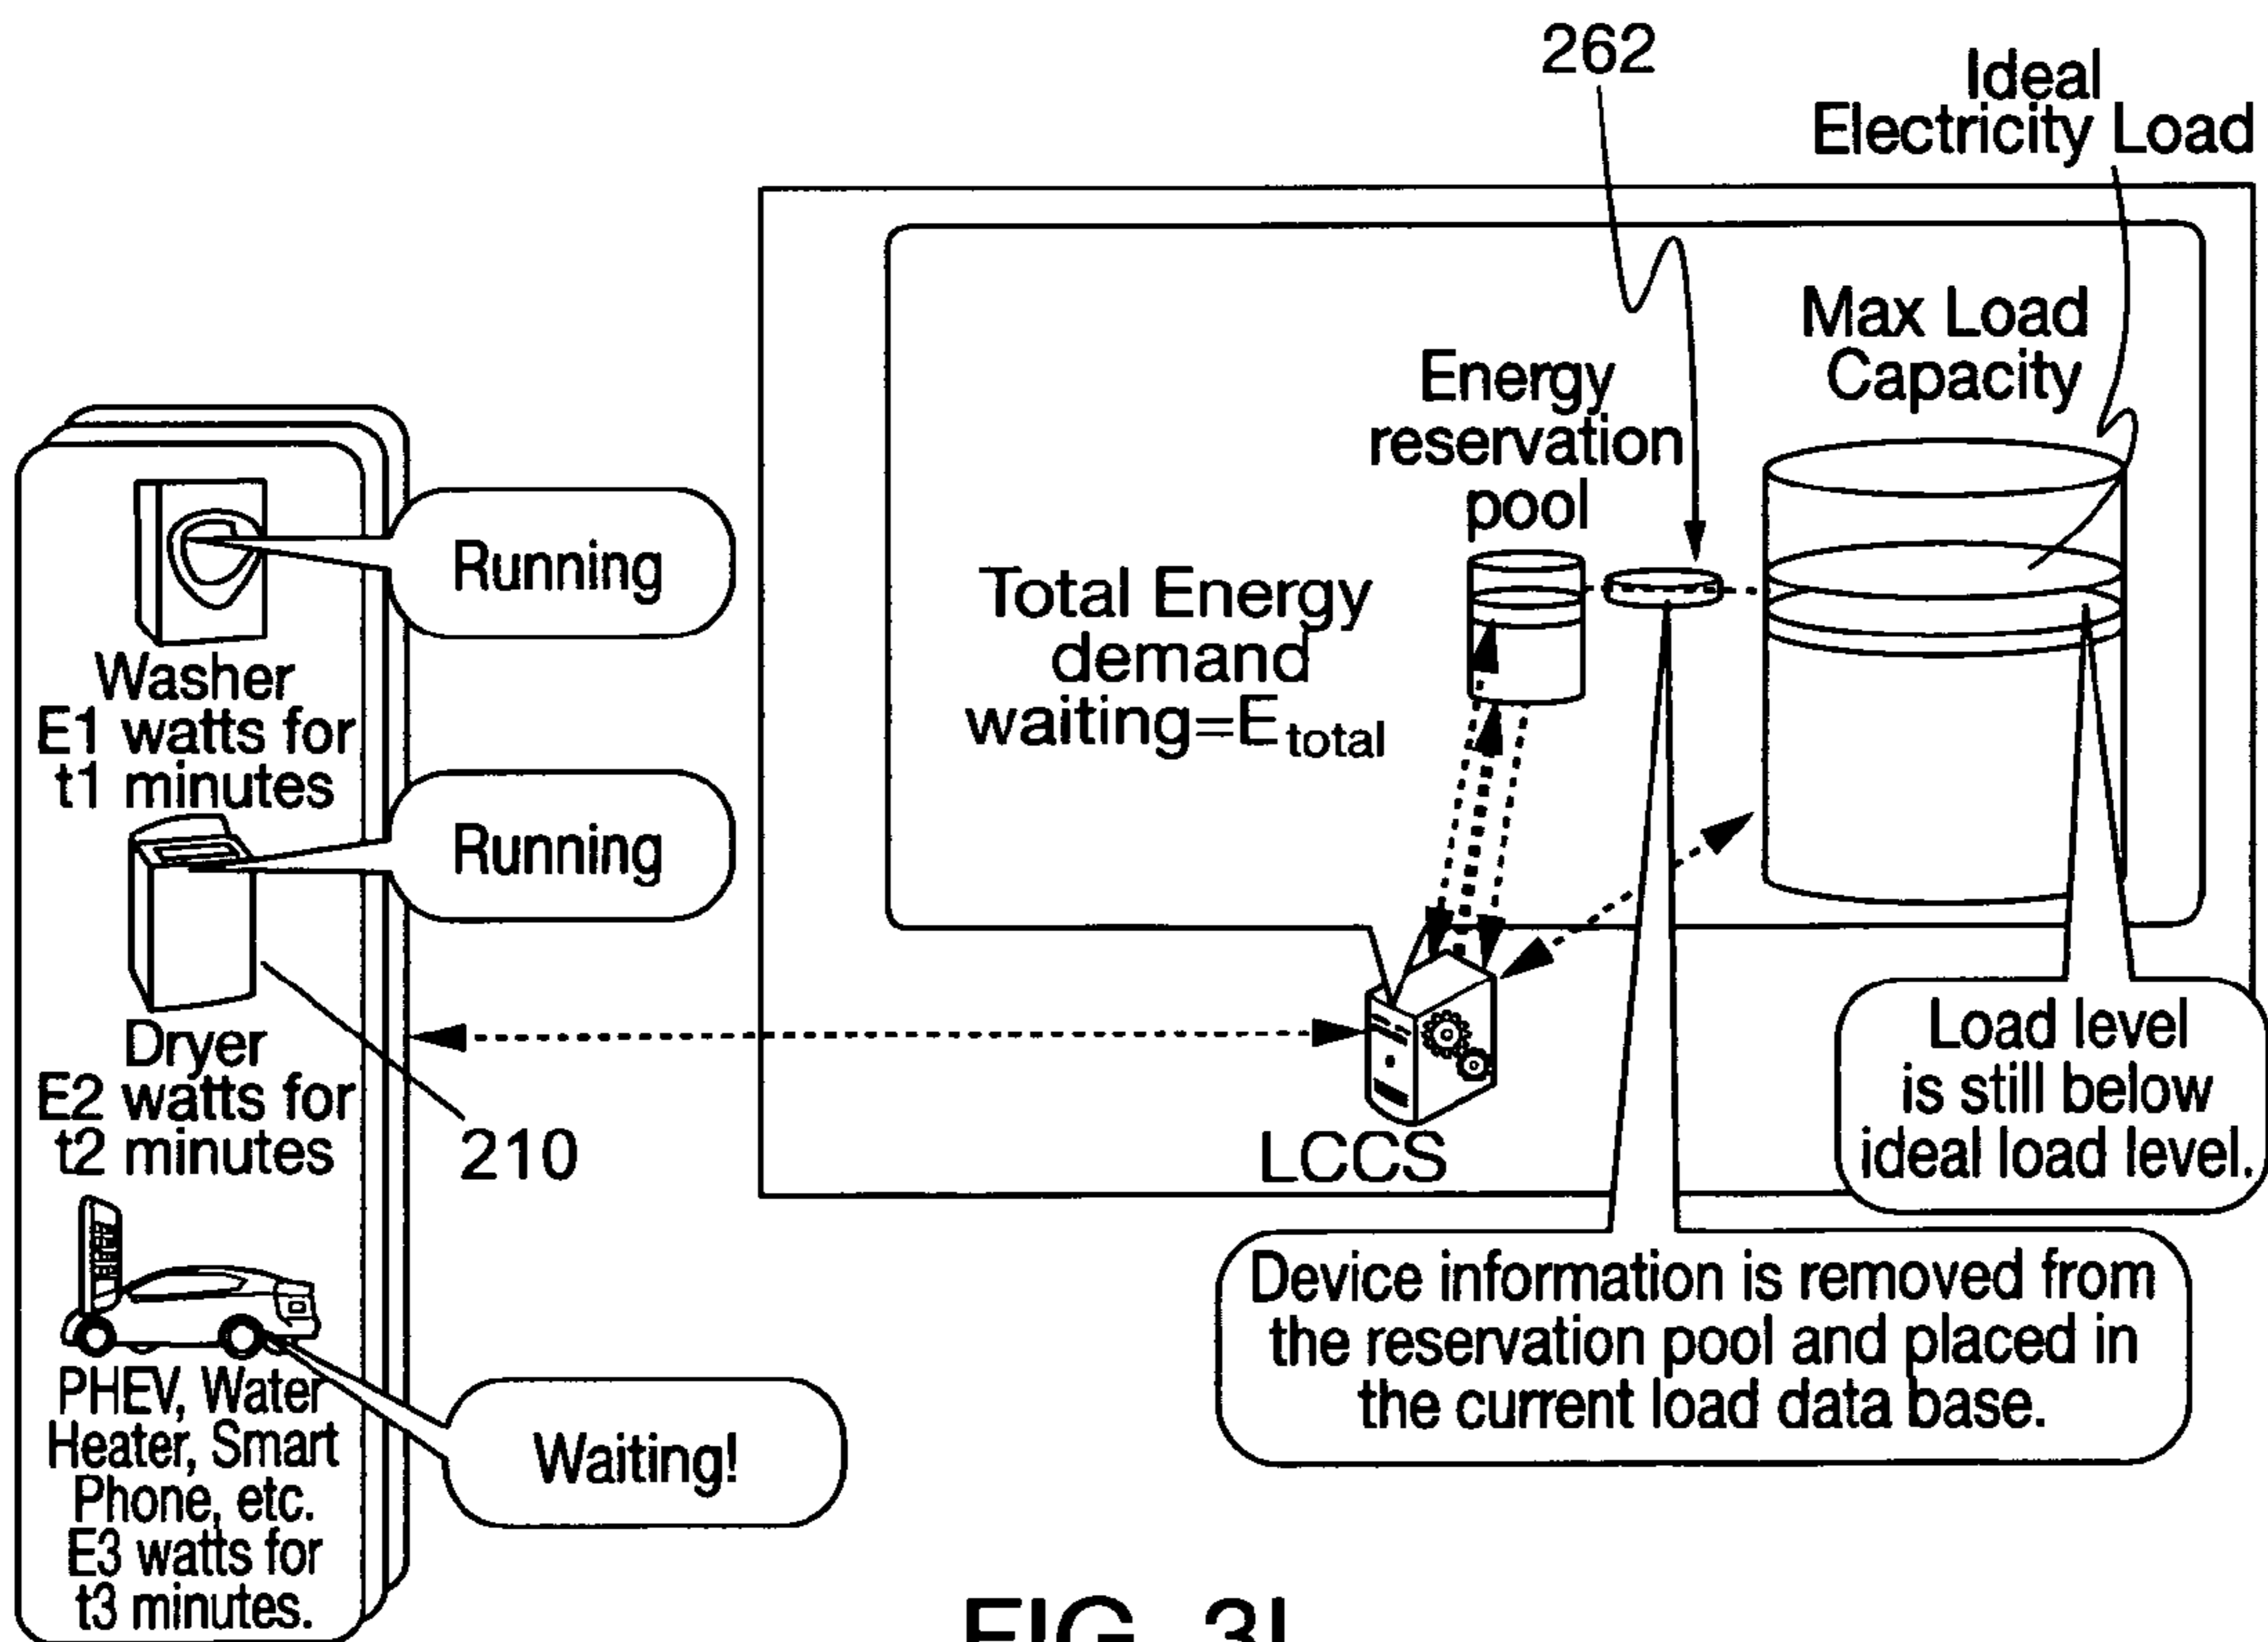 262
Ideal
Electricity Load
Max Load
Capacity
Energy
reservation
pool
Total Energy
demand
waiting=Etotal
Running
Washer
E1 watts for
t1 minutes
Running
Dryer
E2 watts for
t2 minutes
210
LCCS
Load level
is still below
ideal load level.
Device information is removed from
the reservation pool and placed in
the current load data base.
PHEV, Water
Heater, Smart
Phone, etc.
E3 watts for
t3 minutes.
Waiting!